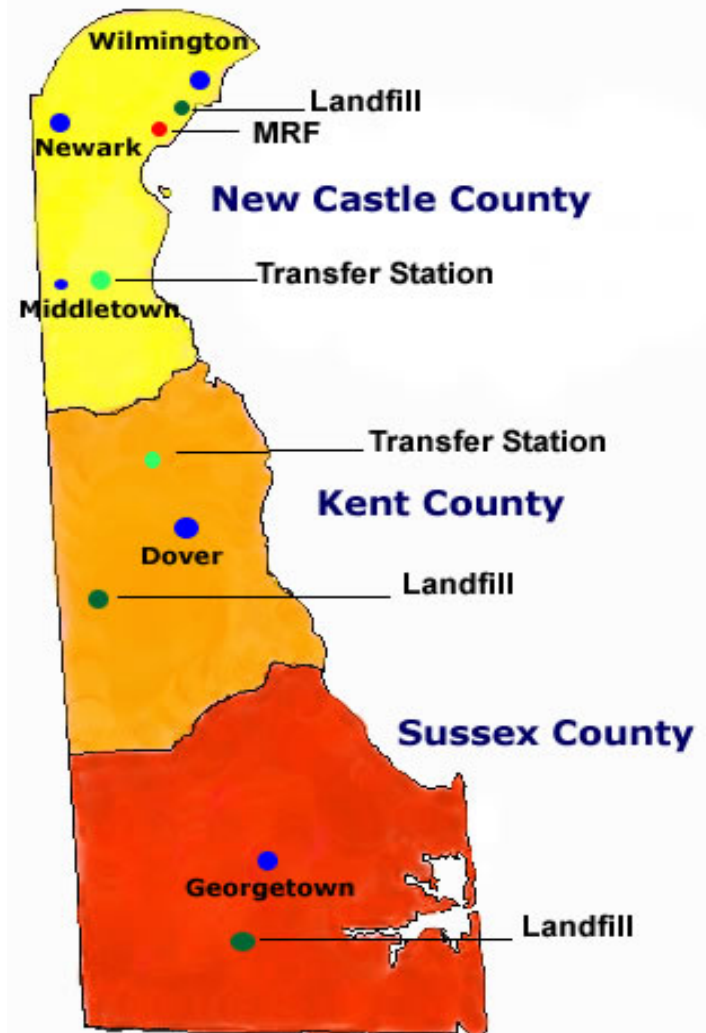 Wilmington
Landfill
MRF
Newark
New Castle County
Transfer Station
Middletown
Transfer Station
Kent County
Dover
Landfill
Sussex County
Georgetown
Landfill